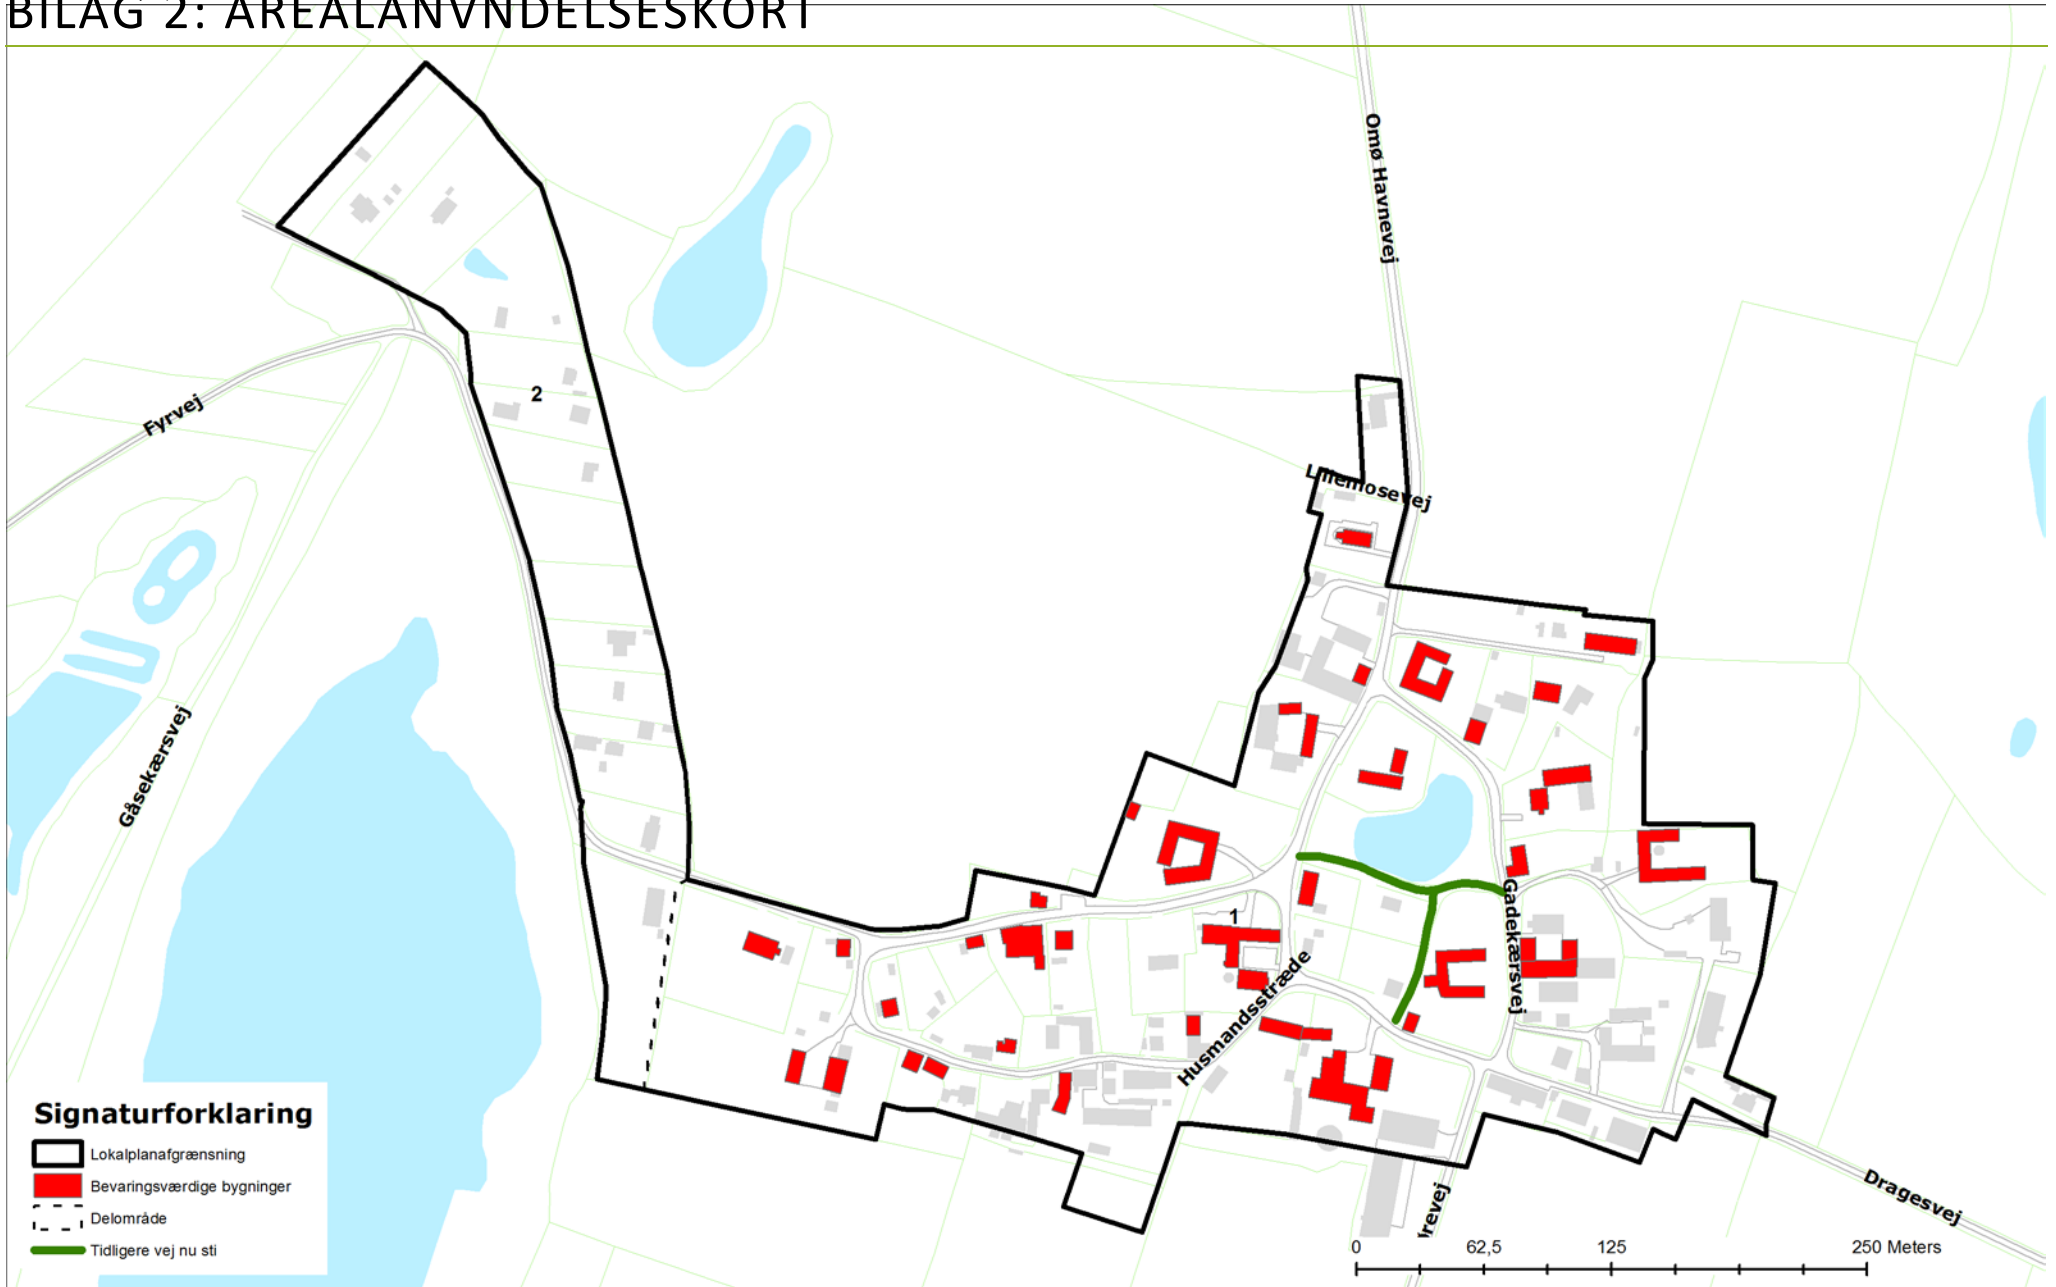 BILAG 2: AREALANVNDELSESKORT
Omø Havnevej
Fyrvej
2
Lillemosevej
Gåsekærsvej
1
Gadekærsvej
Husmandsstræde
Dragesvej
Signaturforklaring
Lokalplanafgrænsning
Bevaringsværdige bygninger
Delområde
Tidligere vej nu sti
0 62,5 125 250 Meters